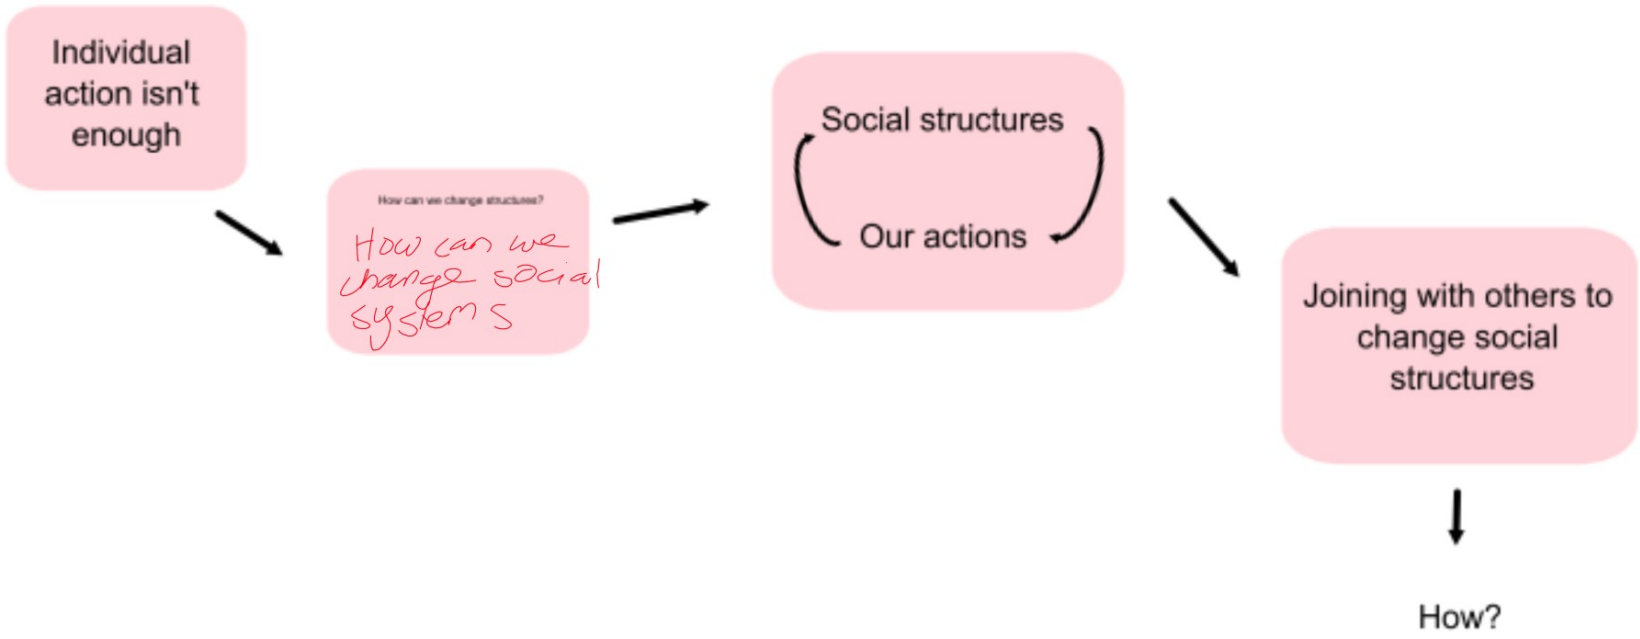 Individual
action isn't
enough
How can we change structures?
How can we
change social
systems
Social structures
Our actions
Joining with others to
change social
structures
How?